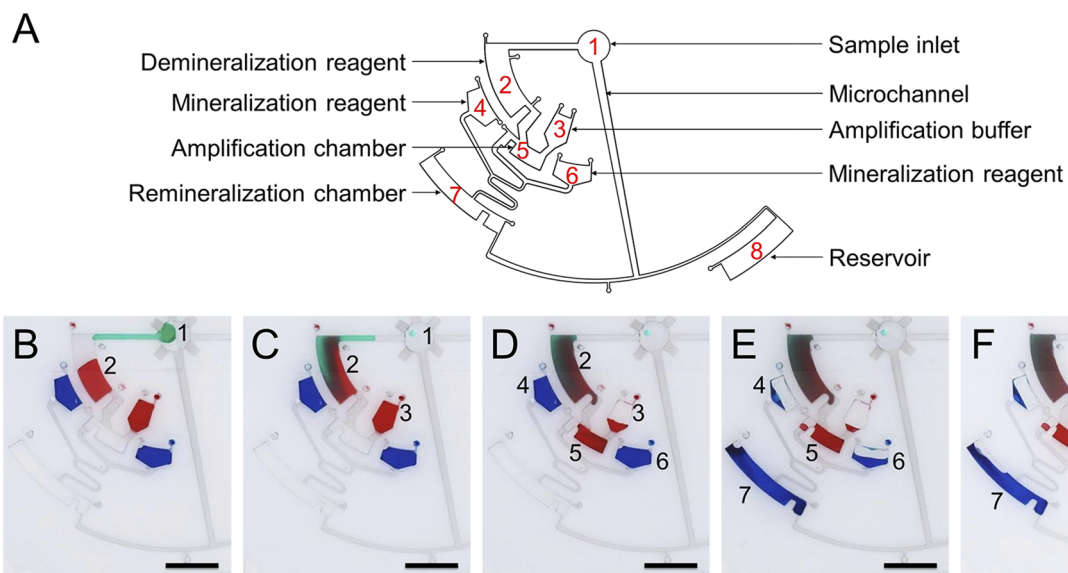 A
1
Sample inlet
Demineralization reagent
2
Microchannel
Mineralization reagent
4
3
Amplification buffer
Amplification chamber
5
6
Mineralization reagent
Remineralization chamber
7
8
Reservoir
B
1
2
C
1
2
3
6
D
4
3
5
6
E
4
5
6
7
F
7